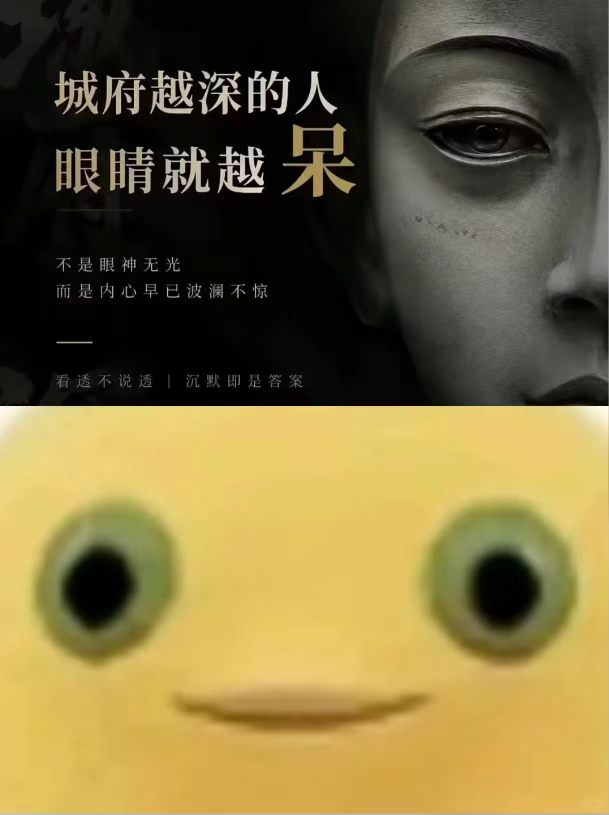 城府越深的人
眼睛就越呆
不是眼神无光
而是内心早已波澜不惊
看透不说透 | 沉默即是答案